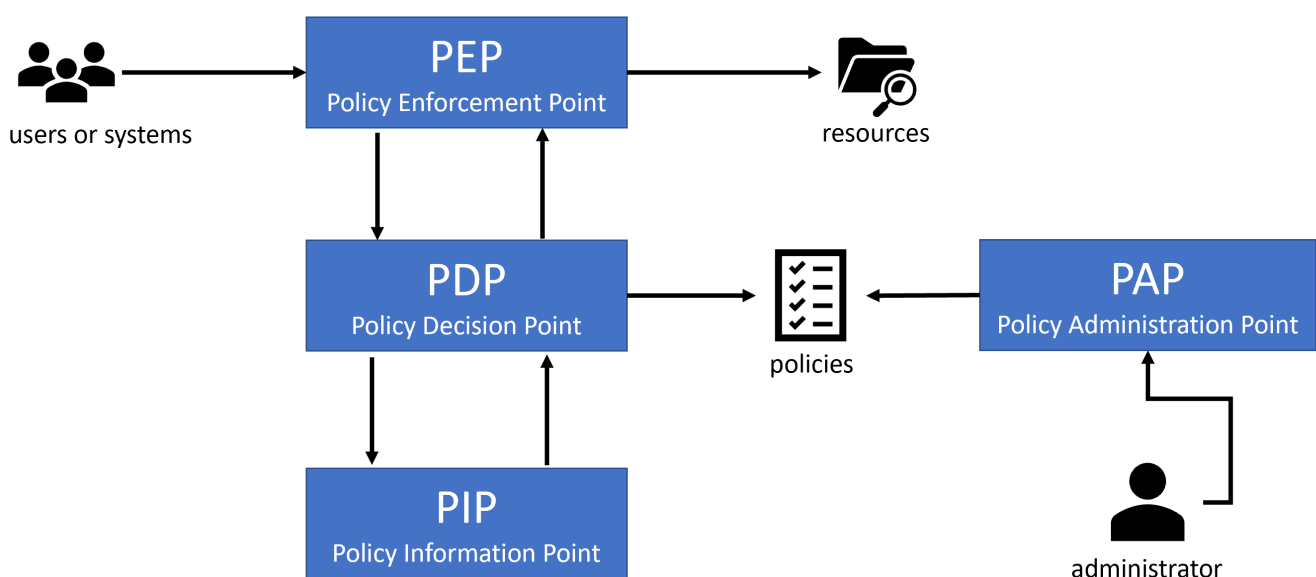 PEP
Policy Enforcement Point
users or systems
resources
PDP
Policy Decision Point
policies
PAP
Policy Administration Point
PIP
Policy Information Point
administrator